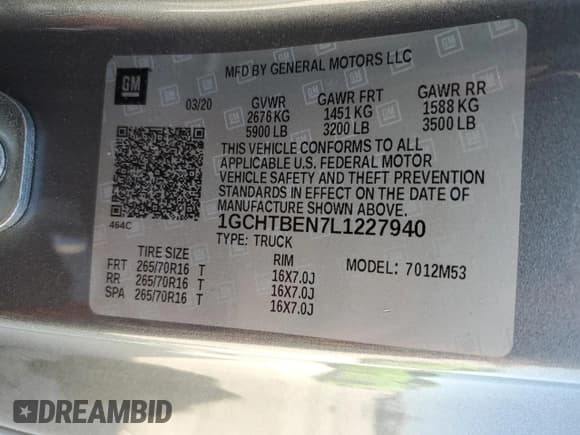 GM
MFD BY GENERAL MOTORS LLC
03/20
GVWR GAWR FRT GAWR RR
2676 KG 1451 KG 1588 KG
5900 LB 3200 LB 3500 LB
THIS VEHICLE CONFORMS TO ALL
APPLICABLE U.S. FEDERAL MOTOR
VEHICLE SAFETY AND THEFT PREVENTION
STANDARDS IN EFFECT ON THE DATE OF
MANUFACTURE SHOWN ABOVE.
464C
1GCHTBEN7L1227940
TYPE: TRUCK
TIRE SIZE RIM MODEL: 7012M53
FRT 265/70R16 T 16X7.0J
RR 265/70R16 T 16X7.0J
SPA 265/70R16 T 16X7.0J
DREAMBID